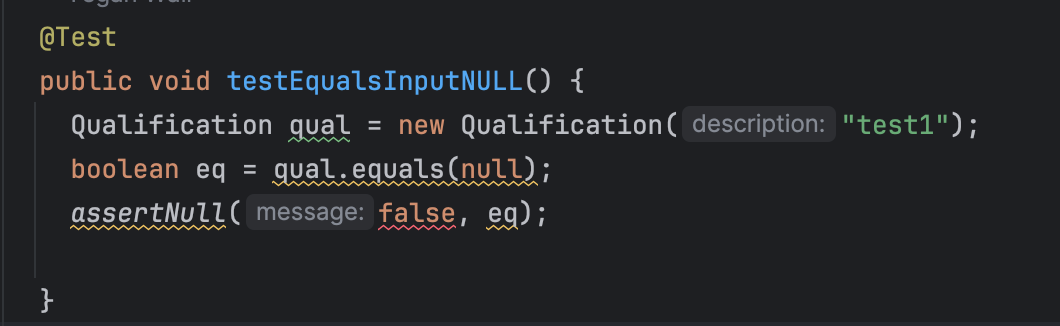 @Test
public void testEqualsInputNULL() {
Qualification qual = new Qualification( description: "test1");
boolean eq = qual.equals(null);
assertNull( message: false, eq);
}